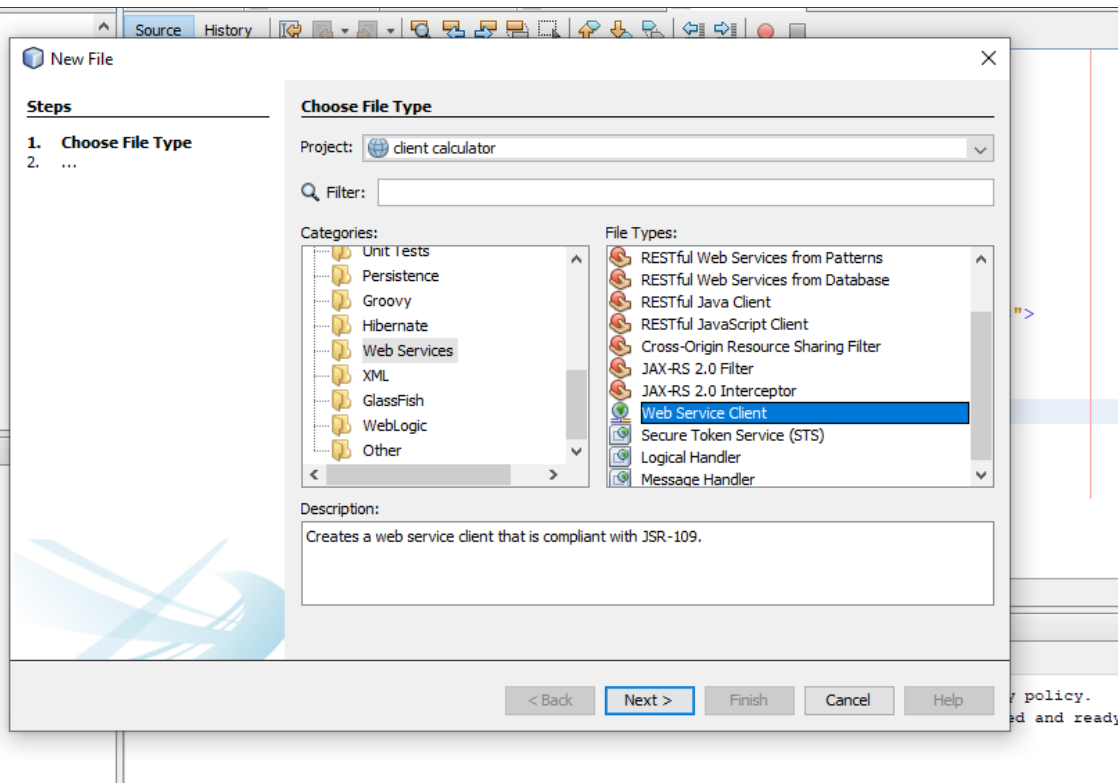 Source History
New File
Steps
1. Choose File Type
2. ...
Choose File Type
Project: client calculator
Filter:
Categories:
Unit Tests
Persistence
Groovy
Hibernate
Web Services
XML
GlassFish
WebLogic
Other
File Types:
RESTful Web Services from Patterns
RESTful Web Services from Database
RESTful Java Client
RESTful JavaScript Client
Cross-Origin Resource Sharing Filter
JAX-RS 2.0 Filter
JAX-RS 2.0 Interceptor
Web Service Client
Secure Token Service (STS)
Logical Handler
Message Handler
Description:
Creates a web service client that is compliant with JSR-109.
< Back Next > Finish Cancel Help
">
policy.
and ready